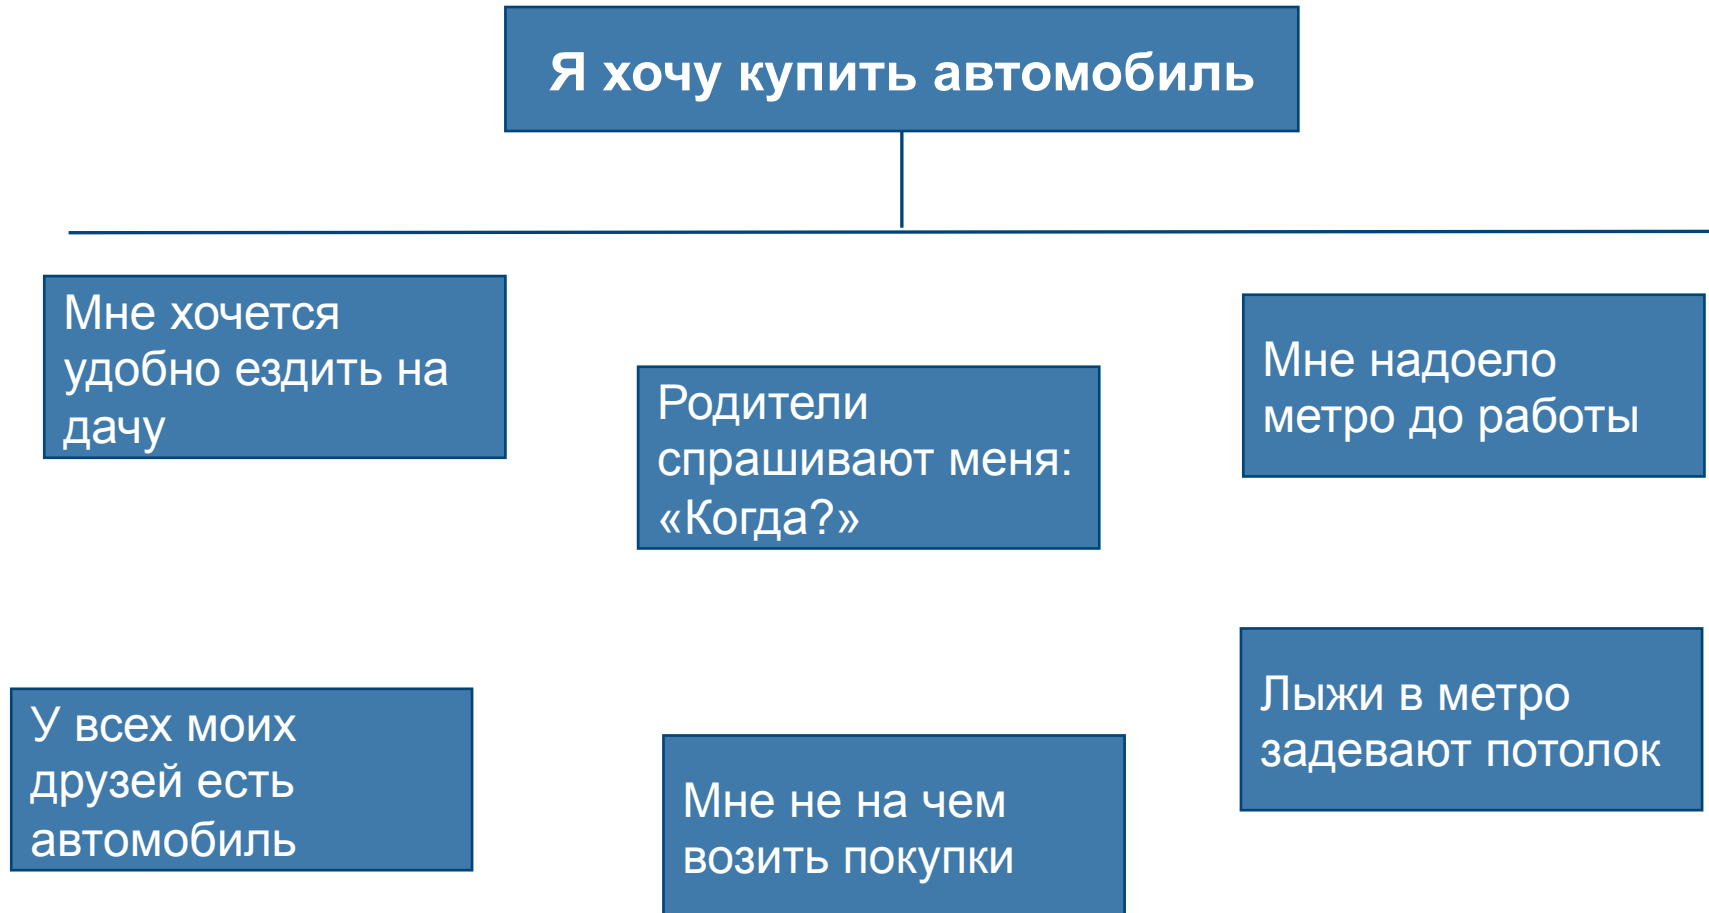 Я хочу купить автомобиль
Мне хочется
удобно ездить на
дачу
Родители
спрашивают меня:
«Когда?»
Мне надоело
метро до работы
У всех моих
друзей есть
автомобиль
Мне не на чем
возить покупки
Лыжи в метро
задевают потолок